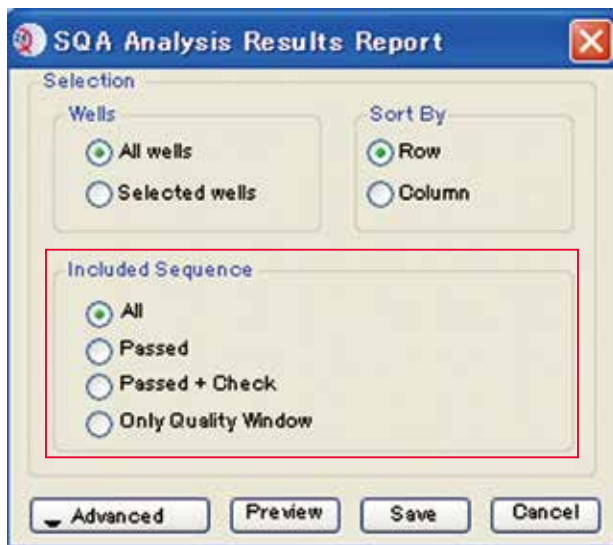 SQA Analysis Results Report
Selection
Wells
Sort By
All wells
Row
Selected wells
Column
Included Sequence
All
Passed
Passed + Check
Only Quality Window
Advanced
Preview
Save
Cancel